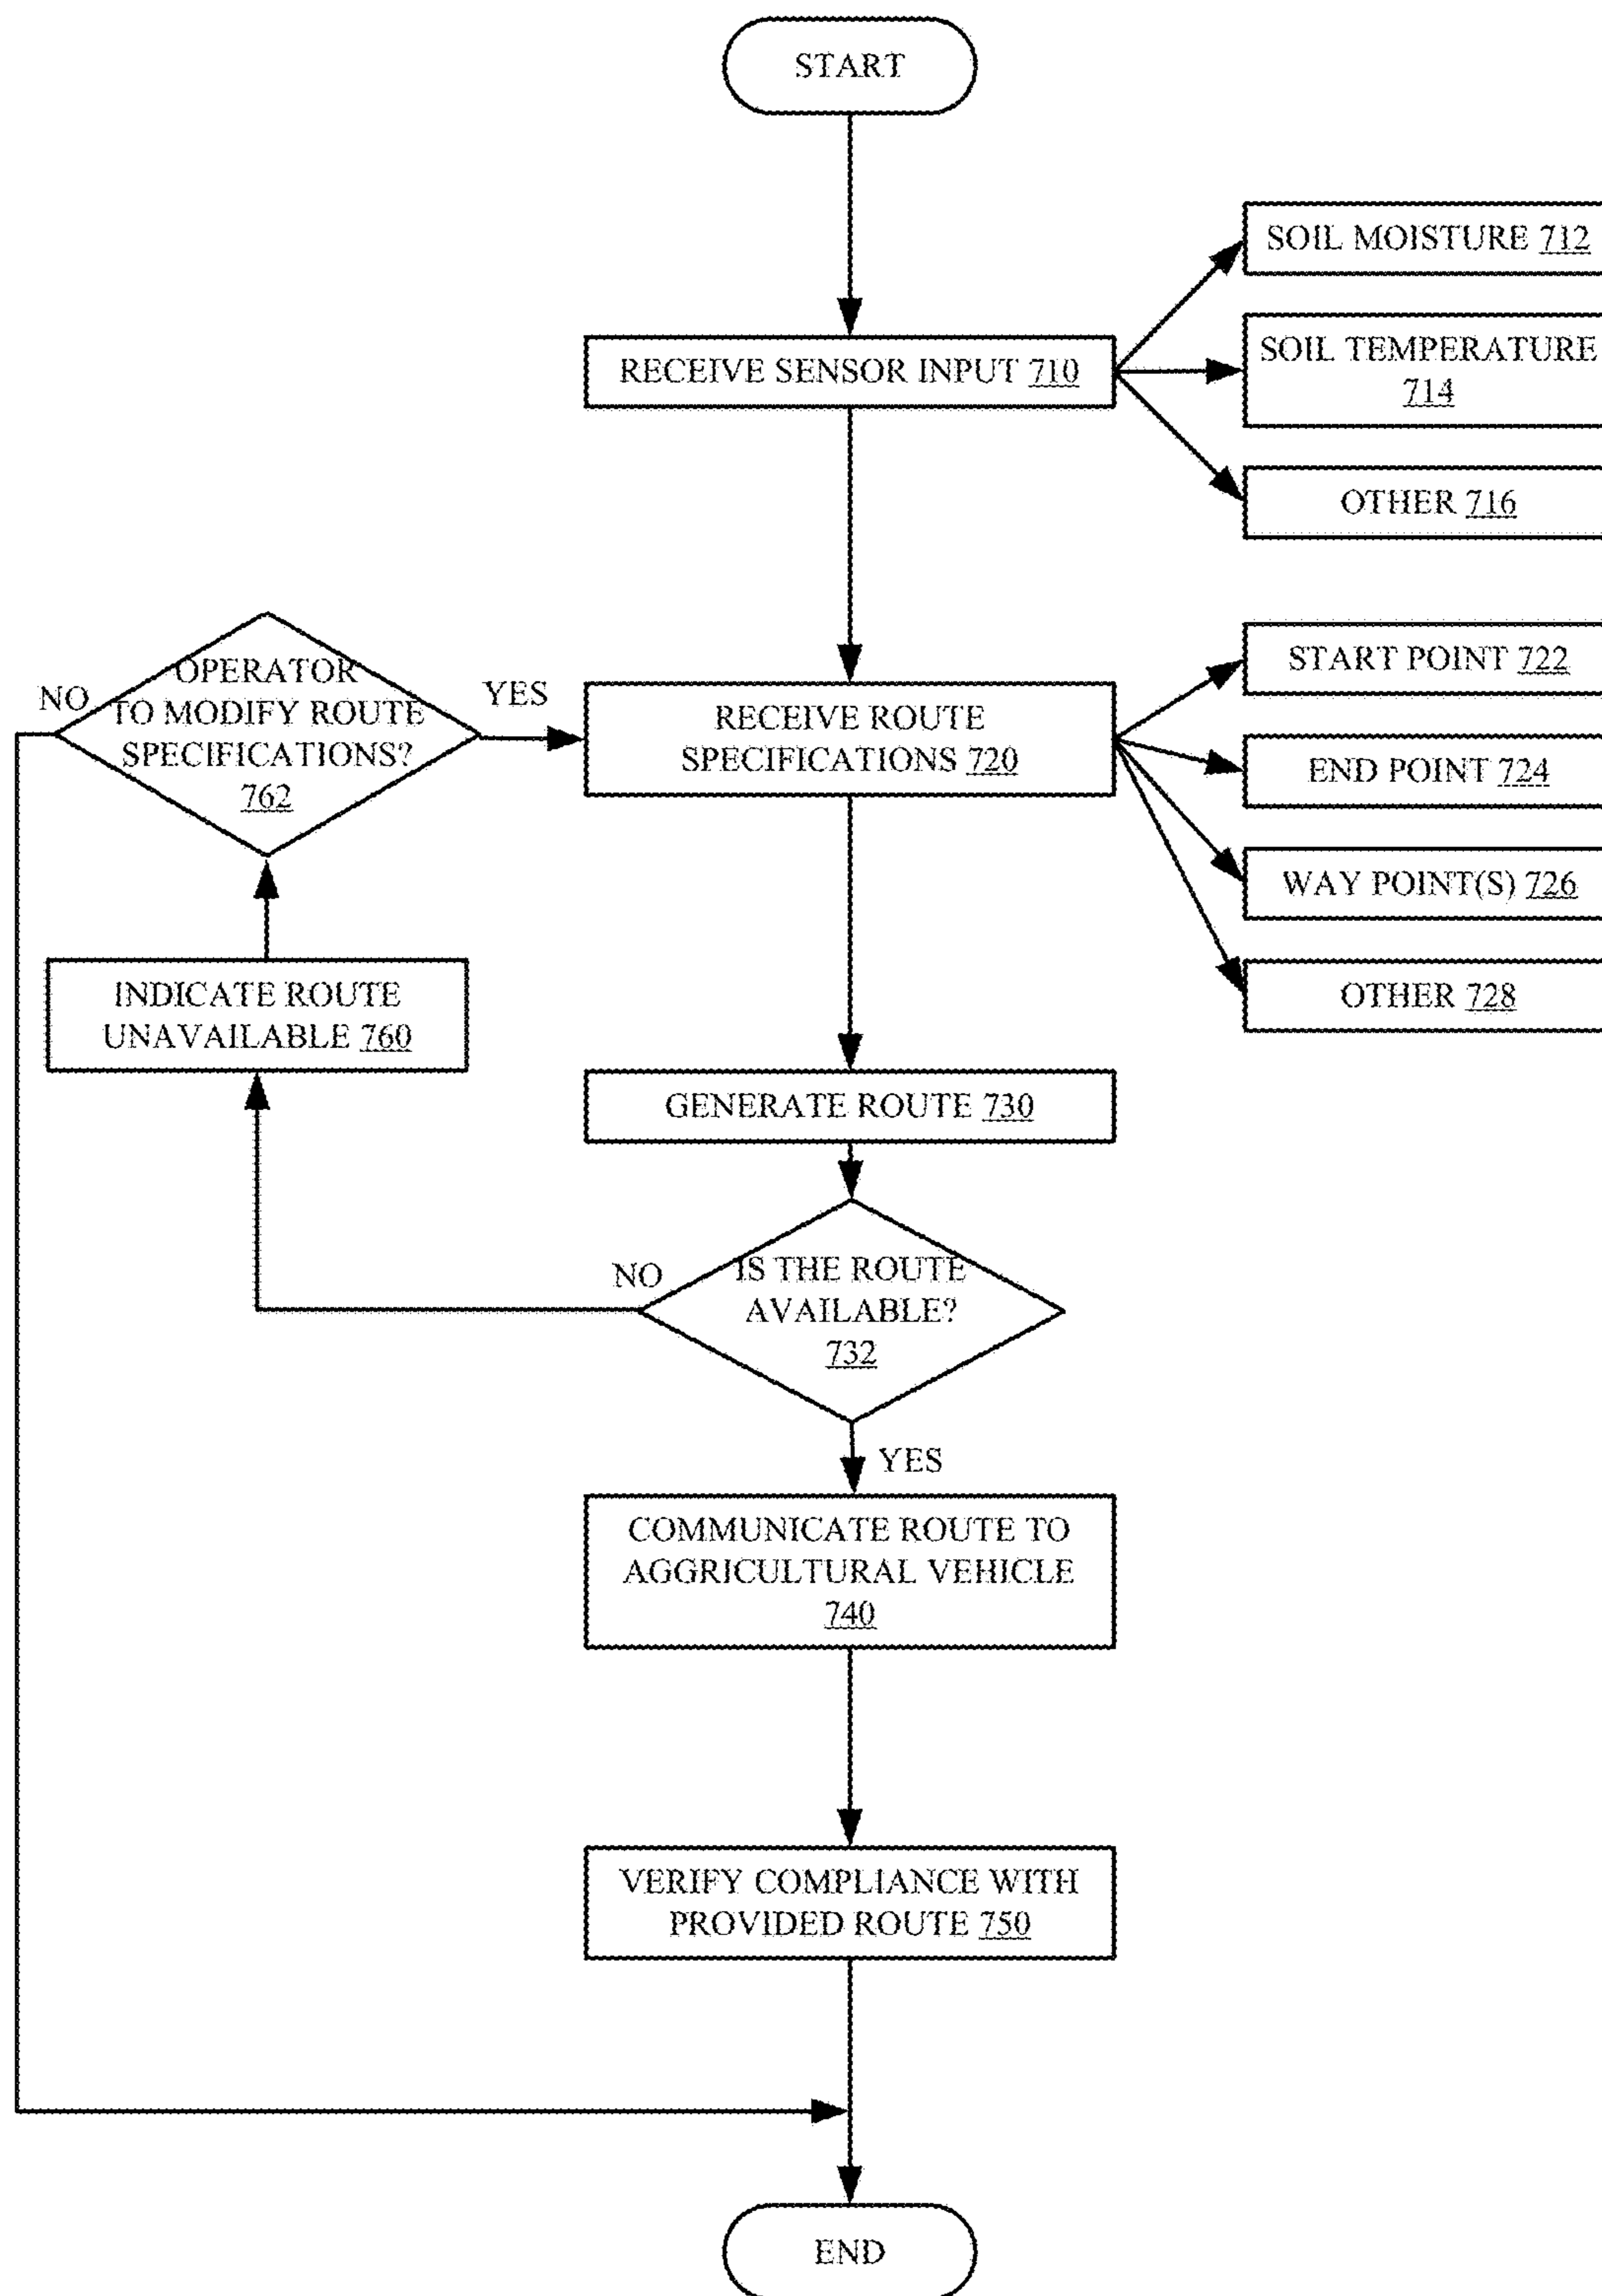 START
SOIL MOISTURE 712
RECEIVE SENSOR INPUT 710
SOIL TEMPERATURE
714
OTHER 716
OPERATOR
TO MODIFY ROUTE
SPECIFICATIONS?
762
NO
YES
RECEIVE ROUTE
SPECIFICATIONS 720
START POINT 722
END POINT 724
WAY POINT(S) 726
OTHER 728
INDICATE ROUTE
UNAVAILABLE 760
GENERATE ROUTE 730
NO
IS THE ROUTE
AVAILABLE?
732
YES
COMMUNICATE ROUTE TO
AGGRICULTURAL VEHICLE
740
VERIFY COMPLIANCE WITH
PROVIDED ROUTE 750
END